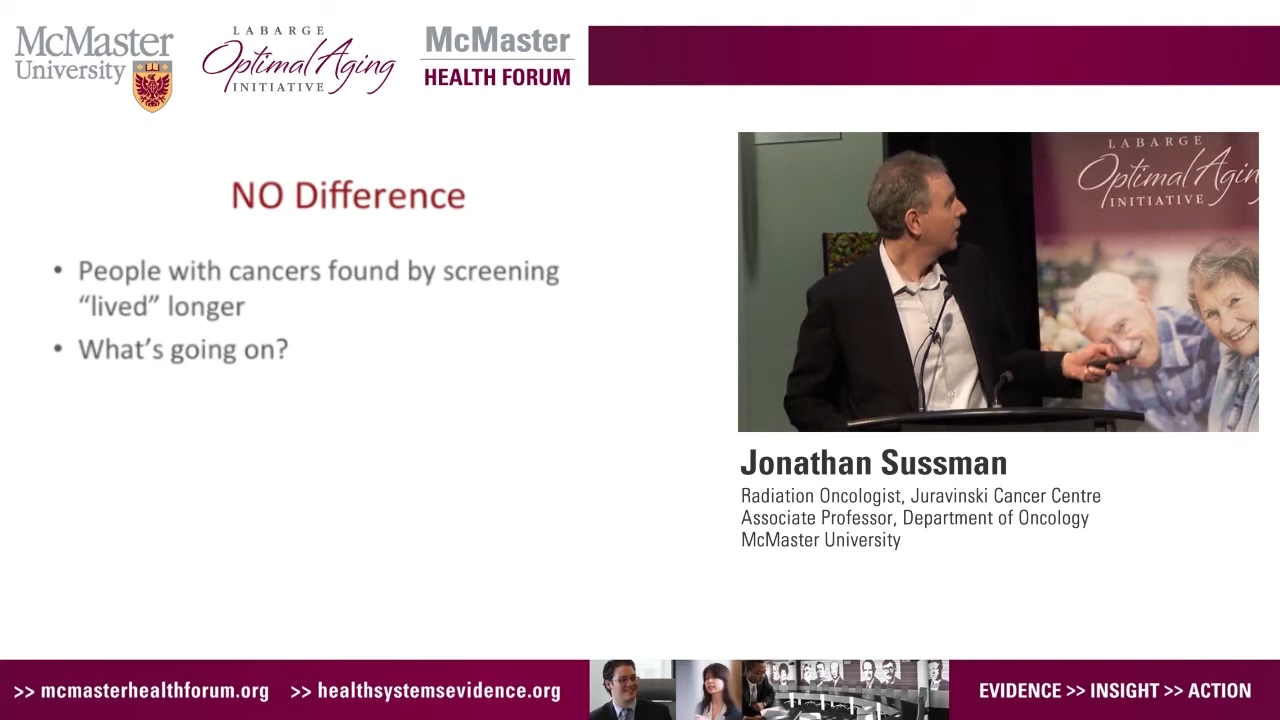 McMaster
University
LABARGE
Optimal Aging
INITIATIVE
McMaster
HEALTH FORUM
NO Difference
• People with cancers found by screening
“lived” longer
• What’s going on?
LABARGE
Optimal Agin
INITIATIVE
Jonathan Sussman
Radiation Oncologist, Juravinski Cancer Centre
Associate Professor, Department of Oncology
McMaster University
>> mcmasterhealthforum.org >> healthsystemsevidence.org
EVIDENCE >> INSIGHT >> ACTION